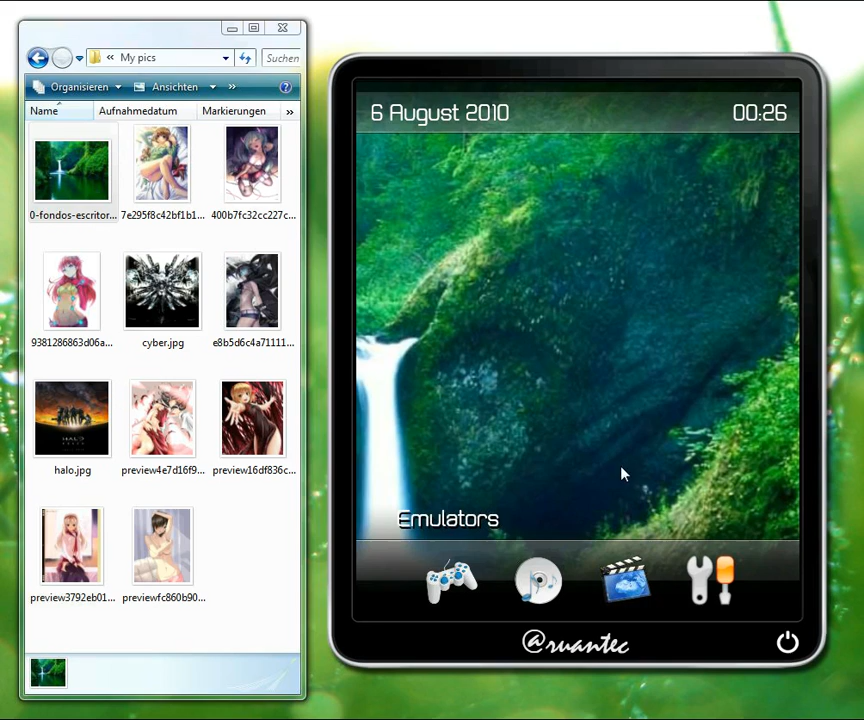 « My pics
Suchen
Organisieren
Ansichten
»
Name
Aufnahmedatum
Markierungen
»
0-fondos-escritor...
7e295f8c42bf1b1...
400b7fc32cc227c...
9381286863d06a...
cyber.jpg
e8b5d6c4a71111...
halo.jpg
preview4e7d16f9...
preview16df836c...
preview3792eb01...
previewfc860b90...
6 August 2010
00:26
Emulators
@ruantec